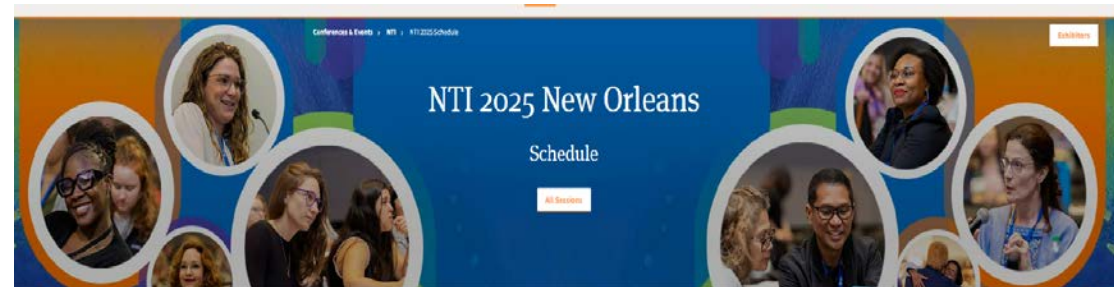 Conferences & Events › NTI › NTI 2025 Schedule
Exhibitors
NTI 2025 New Orleans
Schedule
All Sessions